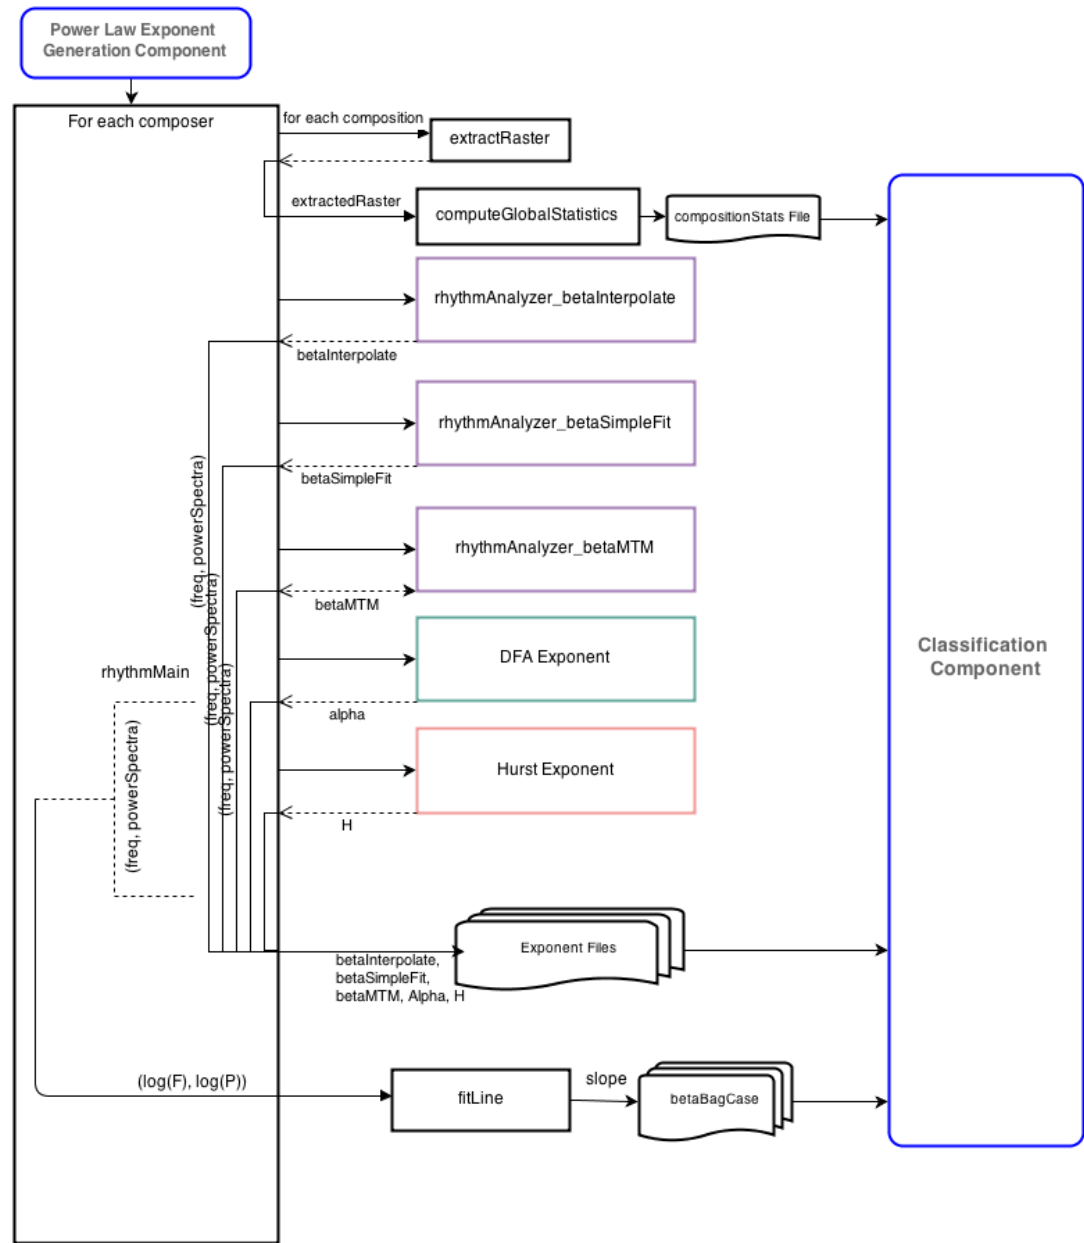 Power Law Exponent
Generation Component
For each composer
for each composition
extractRaster
extractedRaster
computeGlobalStatistics
compositionStats File
rhythmAnalyzer_betaInterpolate
betaInterpolate
rhythmAnalyzer_betaSimpleFit
betaSimpleFit
(freq, powerSpectra)
rhythmAnalyzer_betaMTM
betaMTM
(freq, powerSpectra)
DFA Exponent
alpha
(freq, powerSpectra)
rhythmMain
(freq, powerSpectra)
Hurst Exponent
H
Classification
Component
Exponent Files
betaInterpolate,
betaSimpleFit,
betaMTM, Alpha, H
(log(F), log(P))
fitLine
slope
betaBagCase